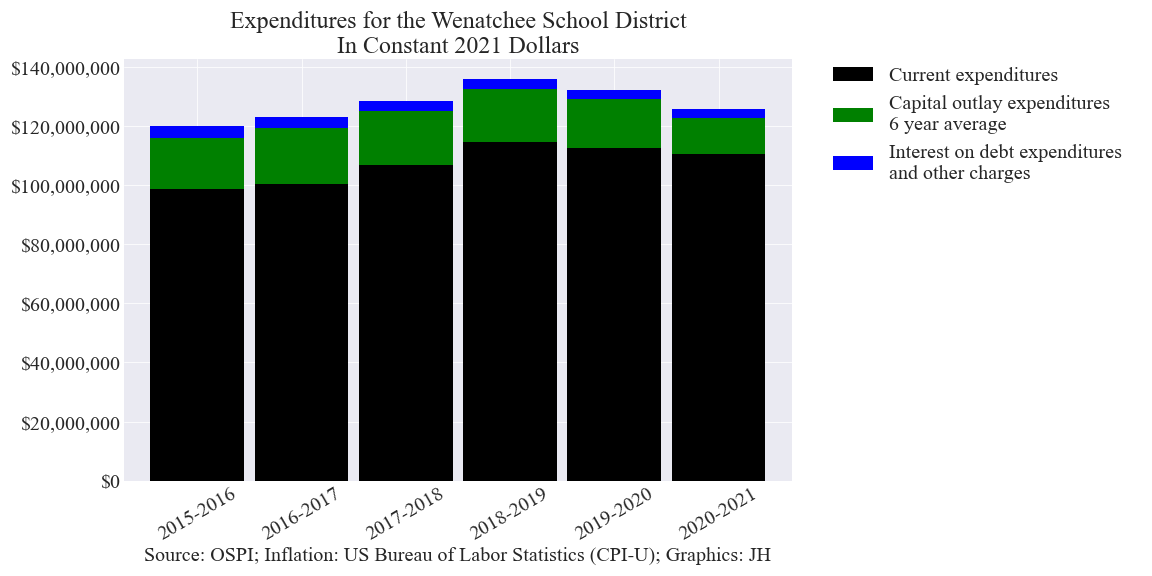 Expenditures for the Wenatchee School District
In Constant 2021 Dollars
$140,000,000
$120,000,000
$100,000,000
$80,000,000
$60,000,000
$40,000,000
$20,000,000
$0
2015-2016
2016-2017
2017-2018
2018-2019
2019-2020
2020-2021
Source: OSPI; Inflation: US Bureau of Labor Statistics (CPI-U); Graphics: JH
Current expenditures
Capital outlay expenditures
6 year average
Interest on debt expenditures
and other charges